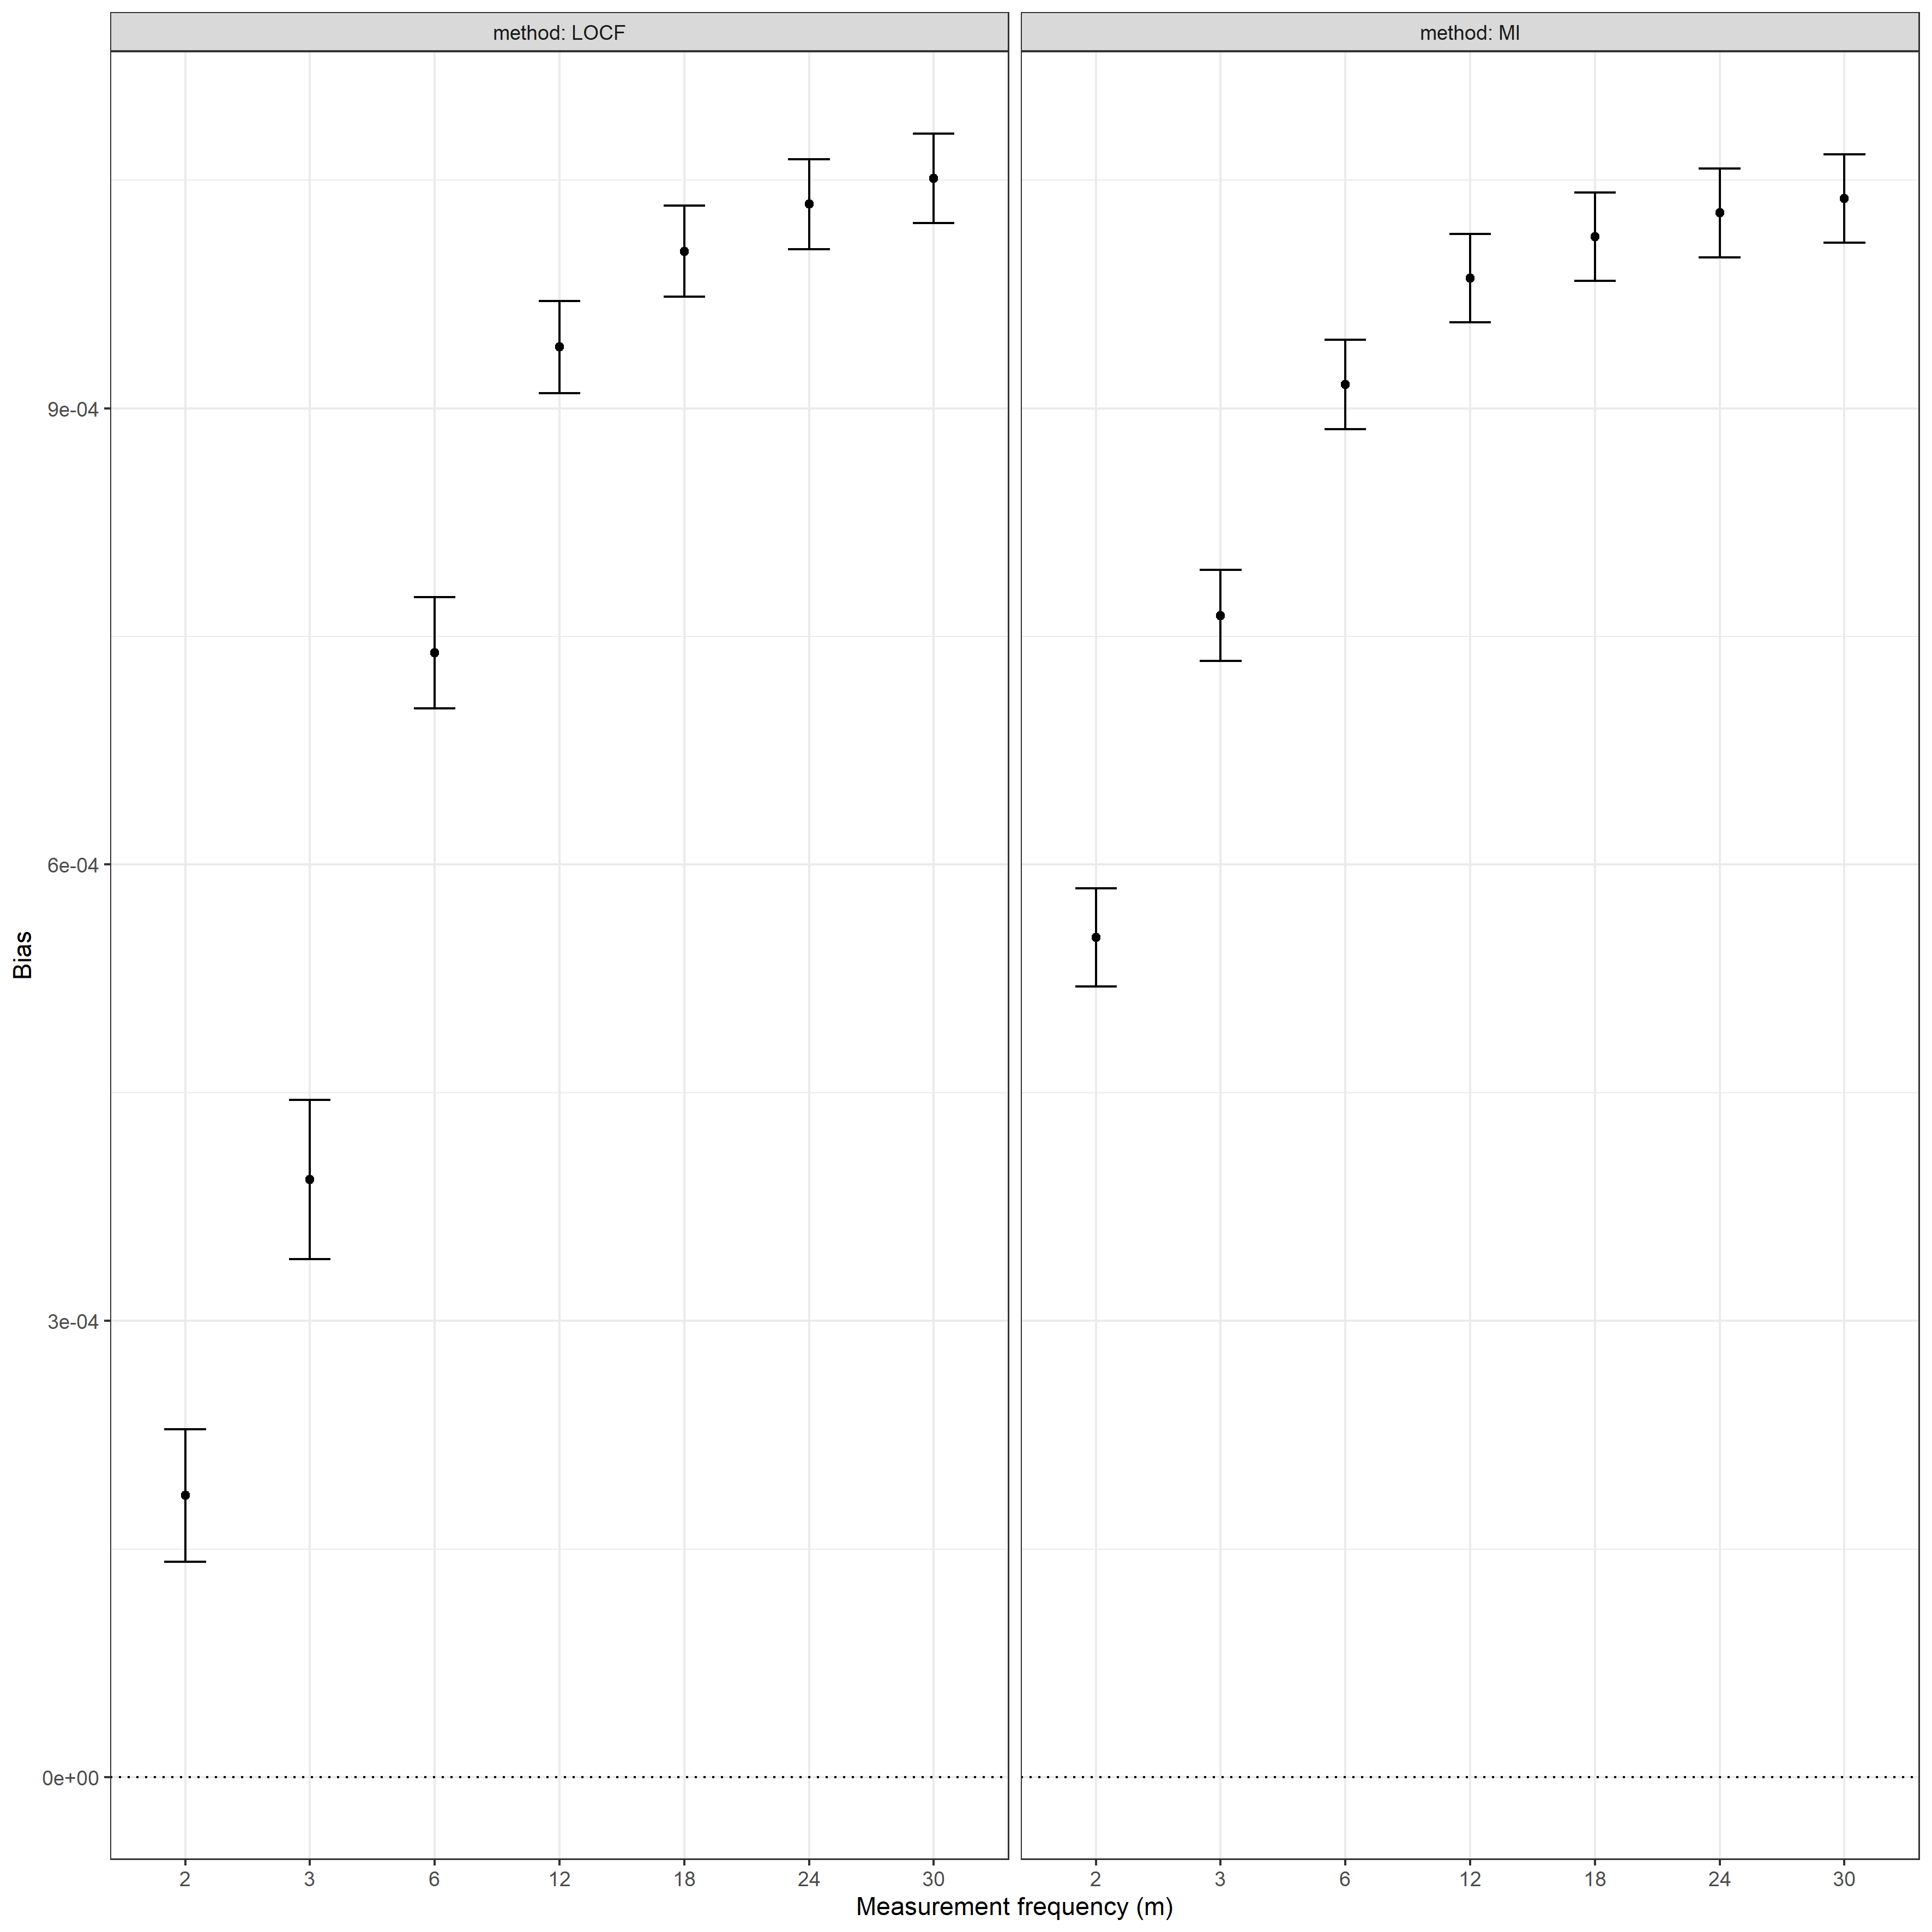 method: LOCF
method: MI
Bias
9e-04
6e-04
3e-04
0e+00
2 3 6 12 18 24 30
2 3 6 12 18 24 30
Measurement frequency (m)